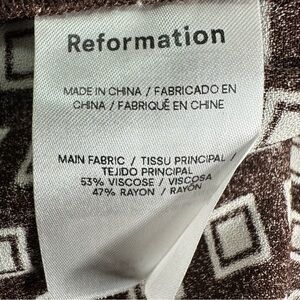 Reformation
MADE IN CHINA / FABRICADO EN
CHINA / FABRIQUÉ EN CHINE
MAIN FABRIC / TISSU PRINCIPAL /
TEJIDO PRINCIPAL
53% VISCOSE / VISCOSA
47% RAYON / RAYÓN